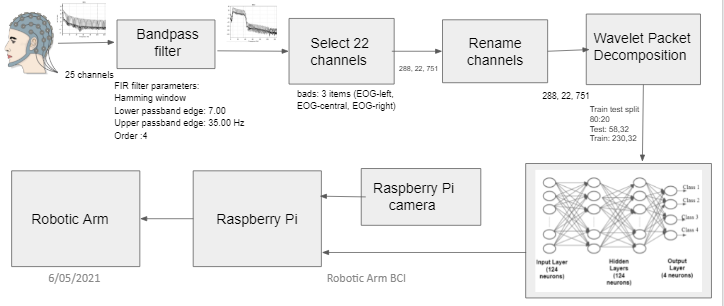 Bandpass
filter
Select 22
channels
Rename
channels
Wavelet Packet
Decomposition
25 channels
288, 22, 751
288, 22, 751
FIR filter parameters:
Hamming window
Lower passband edge: 7.00
Upper passband edge: 35.00 Hz
Order :4
bads: 3 items (EOG-left,
EOG-central, EOG-right)
Train test split
80:20
Test: 58,32
Train: 230,32
Class 1
Class 2
Class 3
Class 4
Input Layer
(124
neurons)
Hidden
Layers
(124
neurons)
Output
Layer
(4 neurons)
Raspberry Pi
camera
Raspberry Pi
Robotic Arm
6/05/2021
Robotic Arm BCI